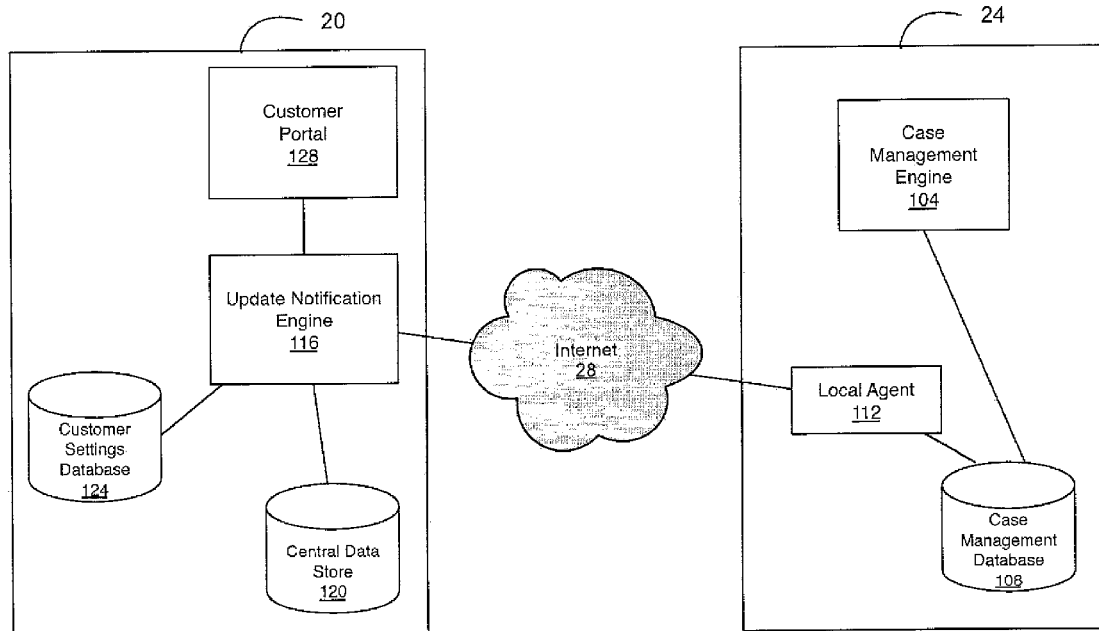 20
24
Customer
Portal
128
Case
Management
Engine
104
Update Notification
Engine
116
Internet
28
Local Agent
112
Customer
Settings
Database
124
Central Data
Store
120
Case
Management
Database
108